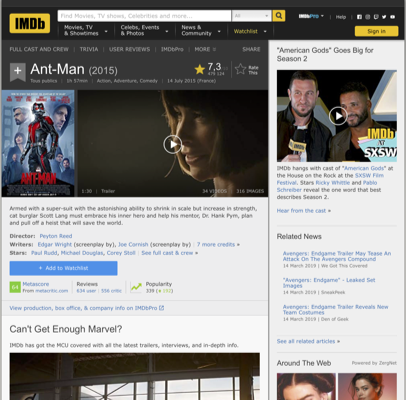 IMDb
Find Movies, TV shows, Celebrities and more...
All
IMDbPro
Help
Movies, TV
& Showtimes
Celebs, Events
& Photos
News &
Community
Watchlist
Sign in
FULL CAST AND CREW | TRIVIA | USER REVIEWS | IMDbPro | MORE
SHARE
Ant-Man (2015)
Tous publics | 1h 57min | Action, Adventure, Comedy | 14 July 2015 (France)
7,3
Rate
This
ANT-MAN
1:30 | Trailer
34 VIDEOS
316 IMAGES
Armed with a super-suit with the astonishing ability to shrink in scale but increase in strength,
cat burglar Scott Lang must embrace his inner hero and help his mentor, Dr. Hank Pym, plan
and pull off a heist that will save the world.
Director: Peyton Reed
Writers: Edgar Wright (screenplay by), Joe Cornish (screenplay by) | 7 more credits »
Stars: Paul Rudd, Michael Douglas, Corey Stoll | See full cast & crew »
+ Add to Watchlist
64
Metascore
From metacritic.com
Reviews
634 user | 556 critic
Popularity
View production, box office, & company info on IMDbPro
Can't Get Enough Marvel?
IMDb has got the MCU covered with all the latest trailers, interviews, and in-depth info.
"American Gods" Goes Big for
Season 2
IMDb
at
SXSW
IMDb hangs with cast of "American Gods" at
the House on the Rock at the SXSW Film
Festival. Stars Ricky Whittle and Pablo
Schreiber reveal the one word that best
describes Season 2.
Hear from the cast »
Related News
Avengers: Endgame Trailer May Tease An
Attack On The Avengers Compound
14 March 2019 | We Got This Covered
"Avengers: Endgame" - Leaked Set
Images
14 March 2019 | SneakPeek
Avengers: Endgame Trailer Reveals New
Team Costumes
14 March 2019 | Den of Geek
See all related articles »
Around The Web
Powered by ZergNet